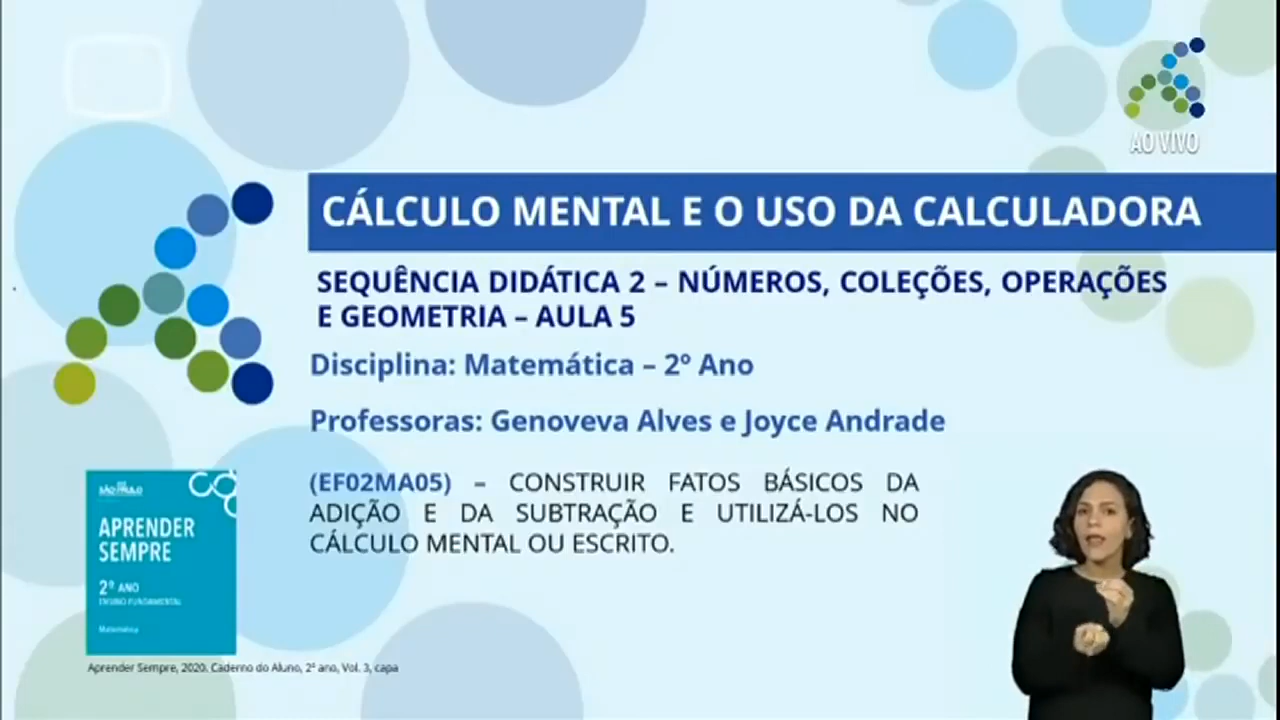 AO VIVO
CÁLCULO MENTAL E O USO DA CALCULADORA
SEQUÊNCIA DIDÁTICA 2 – NÚMEROS, COLEÇÕES, OPERAÇÕES
E GEOMETRIA – AULA 5
Disciplina: Matemática – 2º Ano
Professoras: Genoveva Alves e Joyce Andrade
(EF02MA05) – CONSTRUIR FATOS BÁSICOS DA
ADIÇÃO E DA SUBTRAÇÃO E UTILIZÁ-LOS NO
CÁLCULO MENTAL OU ESCRITO.
SÃO PAULO
APRENDER
SEMPRE
2º ANO
ENSINO FUNDAMENTAL
Matemática
Aprender Sempre, 2020. Caderno do Aluno, 2º ano, Vol. 3, capa